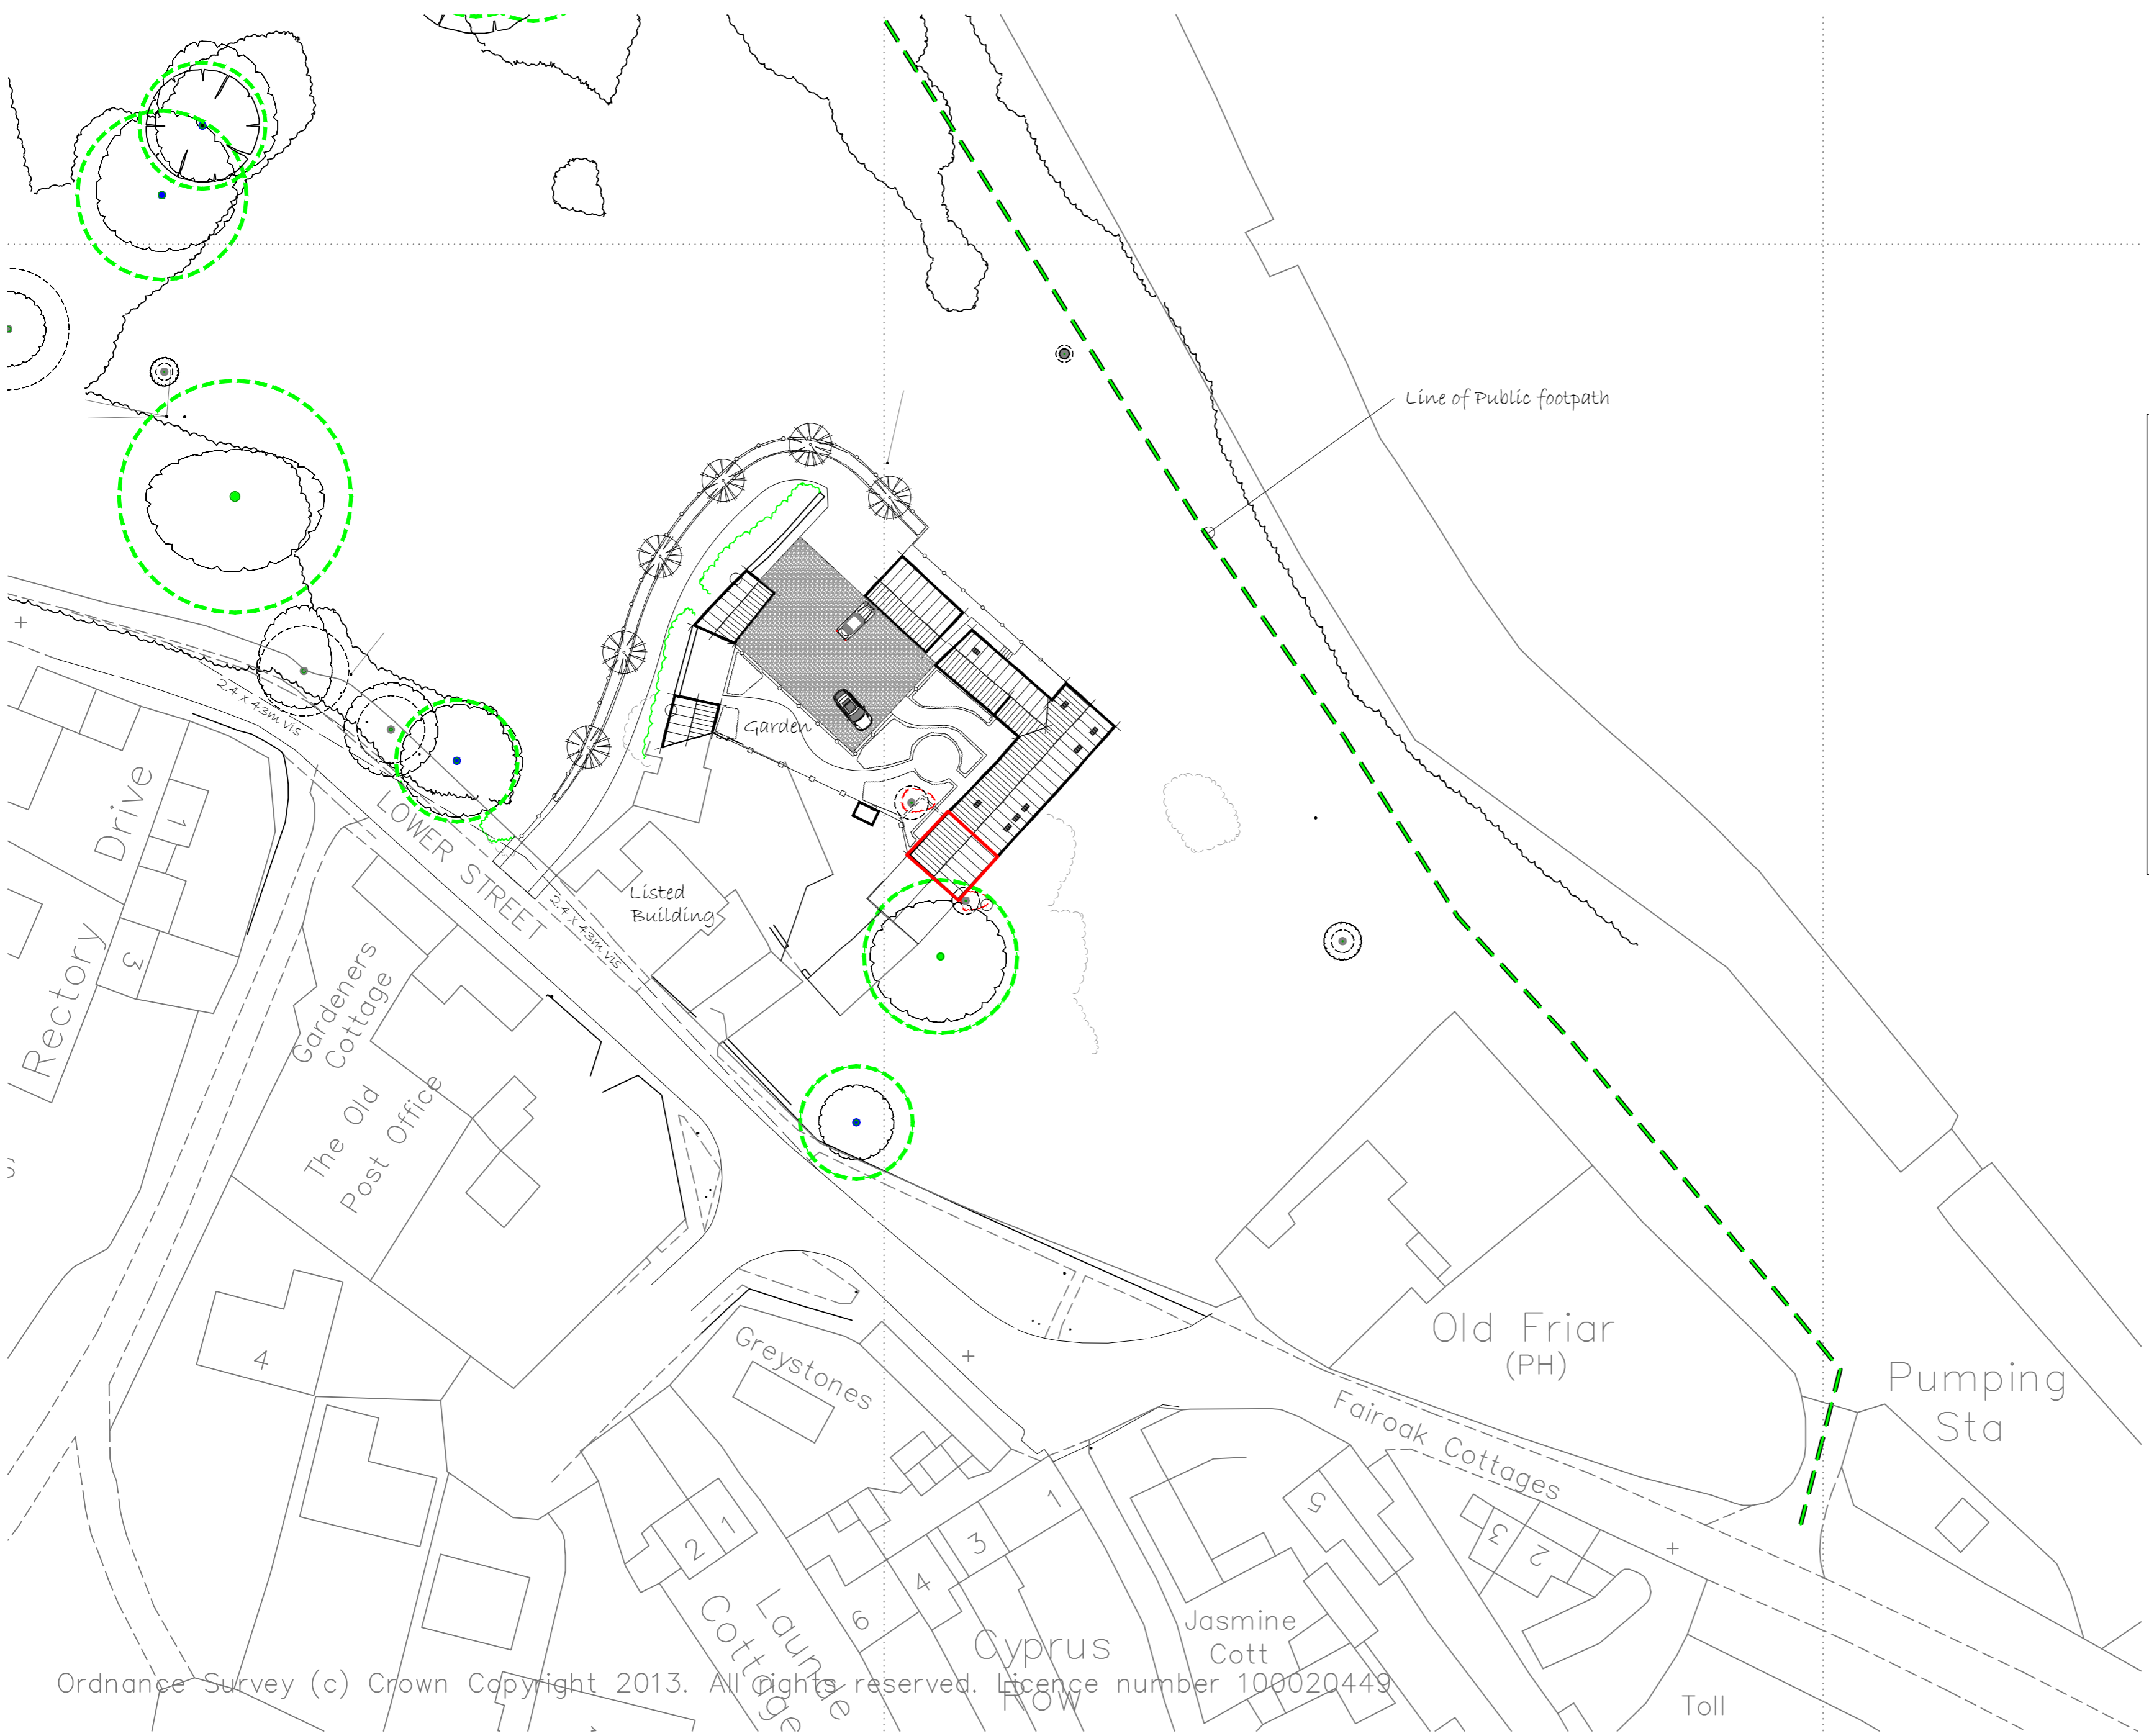 Line of Public footpath
2.4 x 43m vis
Garden
Rectory Drive
1
3
LOWER STREET
Listed
Building
2.4 x 43m vis
Gardeners
Cottage
The Old
Post Office
4
Greystones
Old Friar
(PH)
Pumping
Sta
Fairoak Cottages
1
2
1
3
4
6
5
3
2
Launde
Cottage
Cyprus
Row
Jasmine
Cott
Toll
Ordnance Survey (c) Crown Copyright 2013. All rights reserved. Licence number 100020449